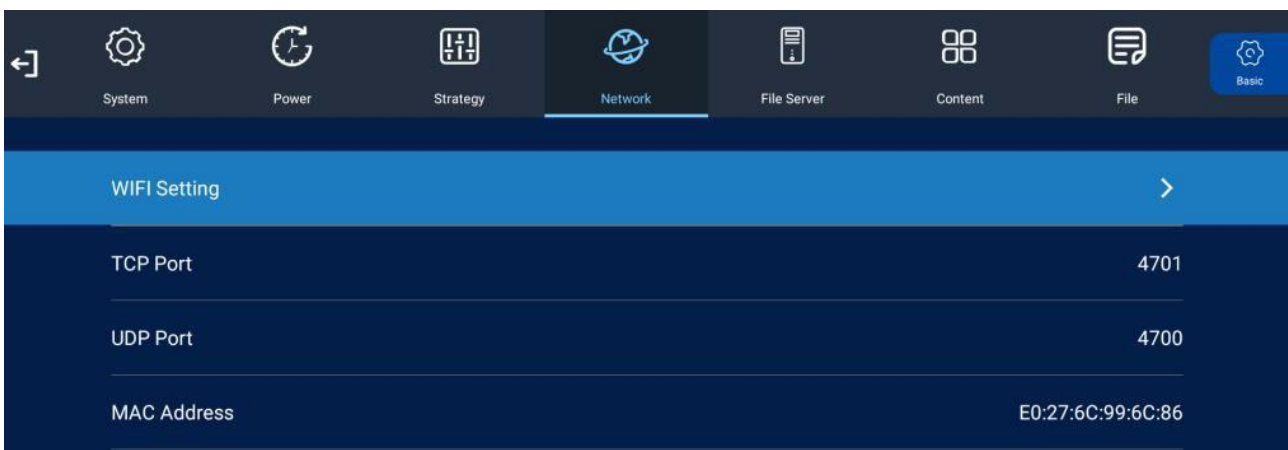 System Power Strategy Network File Server Content File Basic
WIFI Setting
TCP Port 4701
UDP Port 4700
MAC Address E0:27:6C:99:6C:86